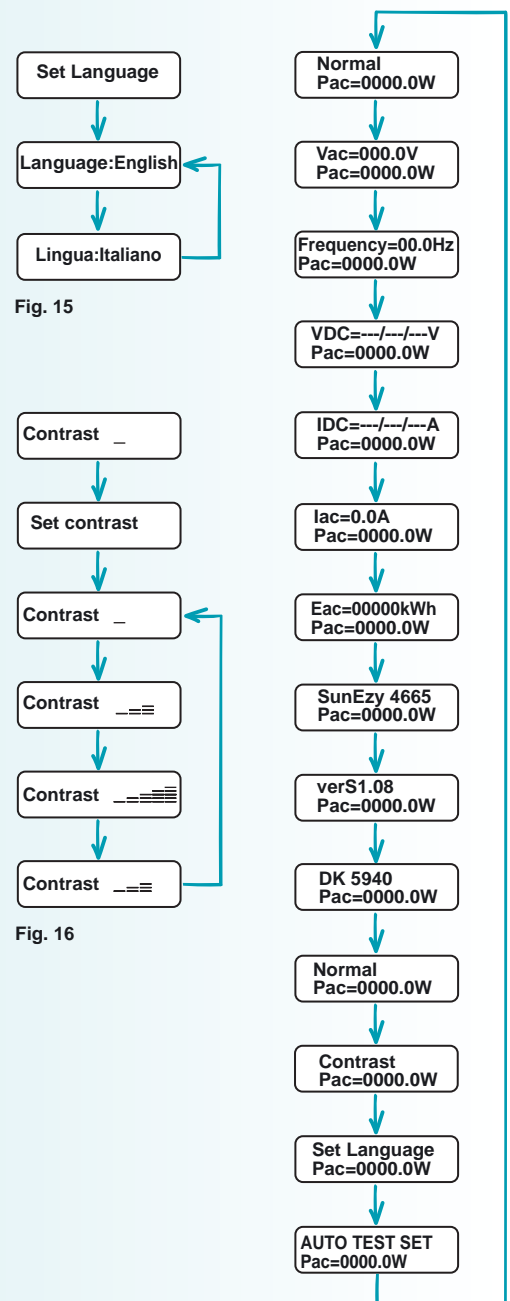 Set Language
Language:English
Lingua:Italiano
Fig. 15
Contrast _
Set contrast
Contrast _
Contrast
Contrast
Contrast
Fig. 16
Normal
Pac=0000.0W
Vac=000.0V
Pac=0000.0W
Frequency=00.0Hz
Pac=0000.0W
VDC=---/---/---V
Pac=0000.0W
IDC=---/---/---A
Pac=0000.0W
Iac=0.0A
Pac=0000.0W
Eac=00000kWh
Pac=0000.0W
SunEzy 4665
Pac=0000.0W
verS1.08
Pac=0000.0W
DK 5940
Pac=0000.0W
Normal
Pac=0000.0W
Contrast
Pac=0000.0W
Set Language
Pac=0000.0W
AUTO TEST SET
Pac=0000.0W